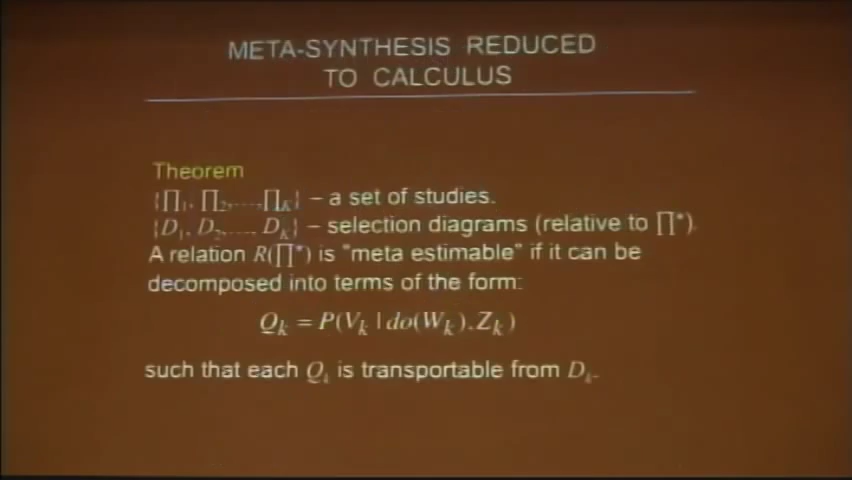 META-SYNTHESIS REDUCED
TO CALCULUS
Theorem
{∏₁, ∏₂,..., ∏K} – a set of studies.
{D₁, D₂,..., DK} – selection diagrams (relative to ∏*).
A relation R(∏*) is "meta estimable" if it can be
decomposed into terms of the form:
Qk = P(Vk | do(Wk), Zk)
such that each Qk is transportable from Dk.